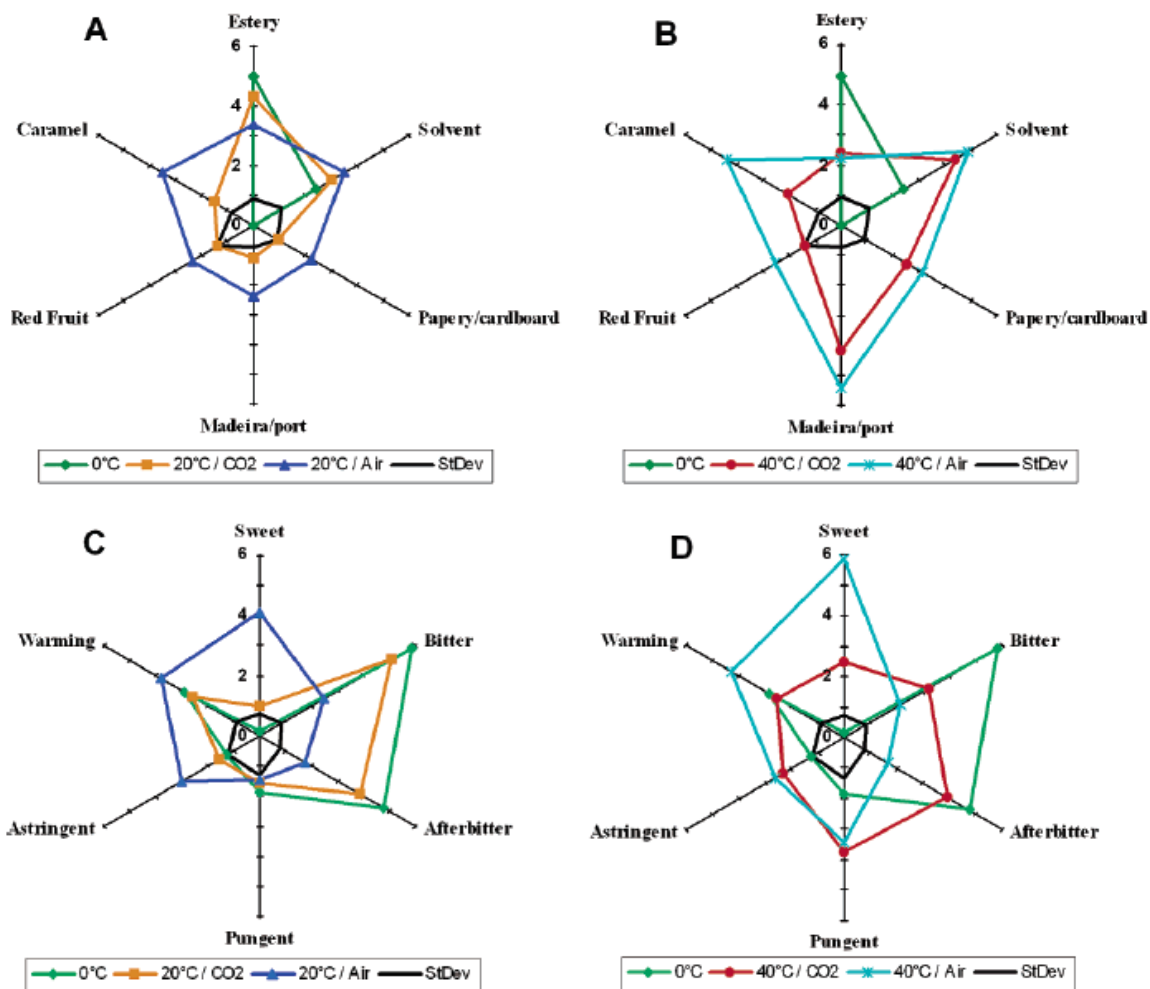 A
Estery
6
4
2
0
Caramel
Solvent
Red Fruit
Papery/cardboard
Madeira/port
0°C
20°C / CO2
20°C / Air
StDev
B
Estery
6
4
2
0
Caramel
Solvent
Red Fruit
Papery/cardboard
Madeira/port
0°C
40°C / CO2
40°C / Air
StDev
C
Sweet
6
4
2
0
Warming
Bitter
Astringent
Afterbitter
Pungent
0°C
20°C / CO2
20°C / Air
StDev
D
Sweet
6
4
2
0
Warming
Bitter
Astringent
Afterbitter
Pungent
0°C
40°C / CO2
40°C / Air
StDev